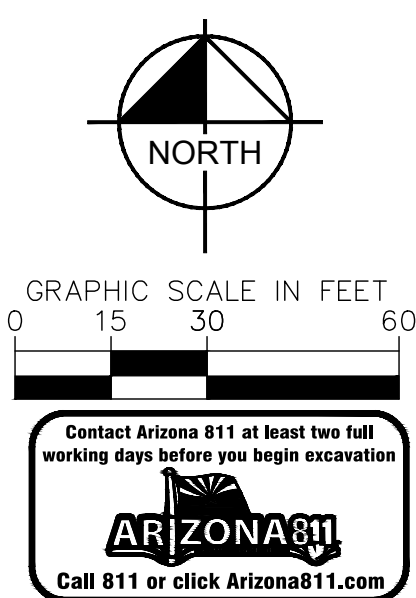 NORTH
GRAPHIC SCALE IN FEET
0 15 30 60
Contact Arizona 811 at least two full
working days before you begin excavation
ARIZONA811
Call 811 or click Arizona811.com